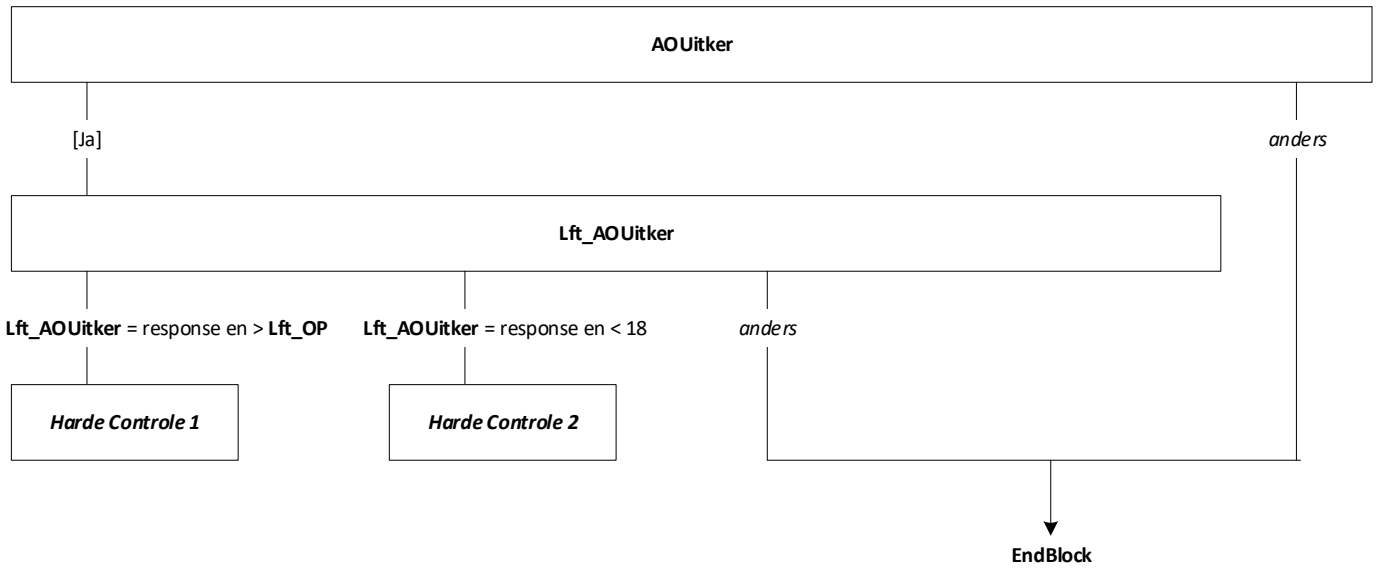 AOUitker
[Ja]
anders
Lft_AOUitker
Lft_AOUitker = response en > Lft_OP
Lft_AOUitker = response en < 18
anders
Harde Controle 1
Harde Controle 2
EndBlock